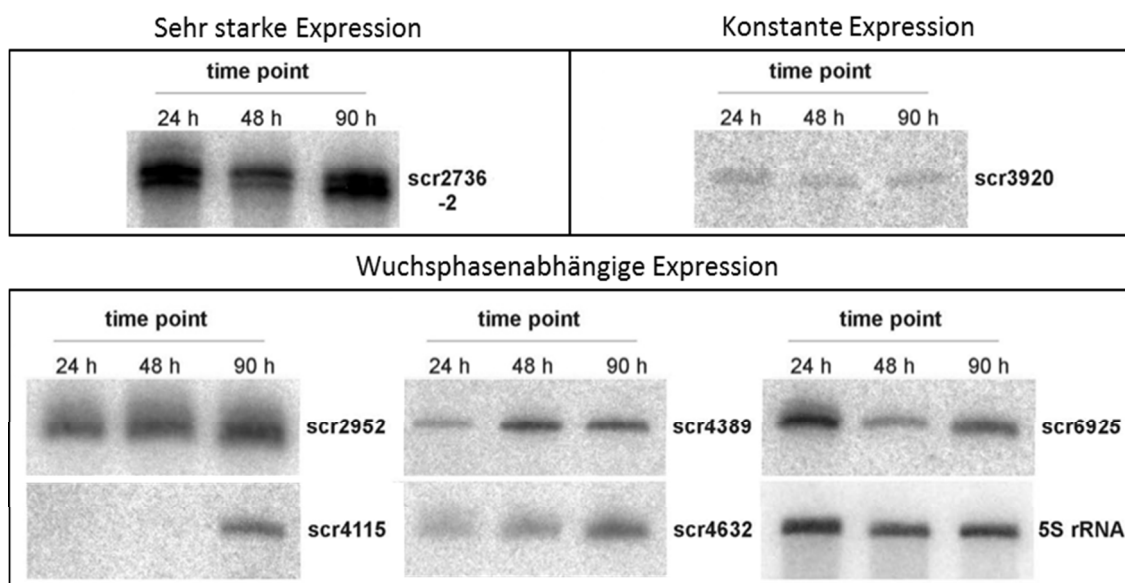 Sehr starke Expression
Konstante Expression
time point
24 h 48 h 90 h
scr2736
-2
time point
24 h 48 h 90 h
scr3920
Wuchsphasenabhängige Expression
time point
24 h 48 h 90 h
scr2952
scr4115
time point
24 h 48 h 90 h
scr4389
scr4632
time point
24 h 48 h 90 h
scr6925
5S rRNA